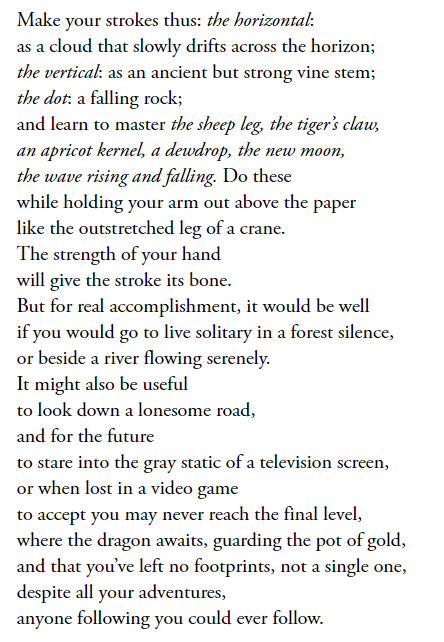 Make your strokes thus: the horizontal:
as a cloud that slowly drifts across the horizon;
the vertical: as an ancient but strong vine stem;
the dot: a falling rock;
and learn to master the sheep leg, the tiger’s claw,
an apricot kernel, a dewdrop, the new moon,
the wave rising and falling. Do these
while holding your arm out above the paper
like the outstretched leg of a crane.
The strength of your hand
will give the stroke its bone.
But for real accomplishment, it would be well
if you would go to live solitary in a forest silence,
or beside a river flowing serenely.
It might also be useful
to look down a lonesome road,
and for the future
to stare into the gray static of a television screen,
or when lost in a video game
to accept you may never reach the final level,
where the dragon awaits, guarding the pot of gold,
and that you’ve left no footprints, not a single one,
despite all your adventures,
anyone following you could ever follow.